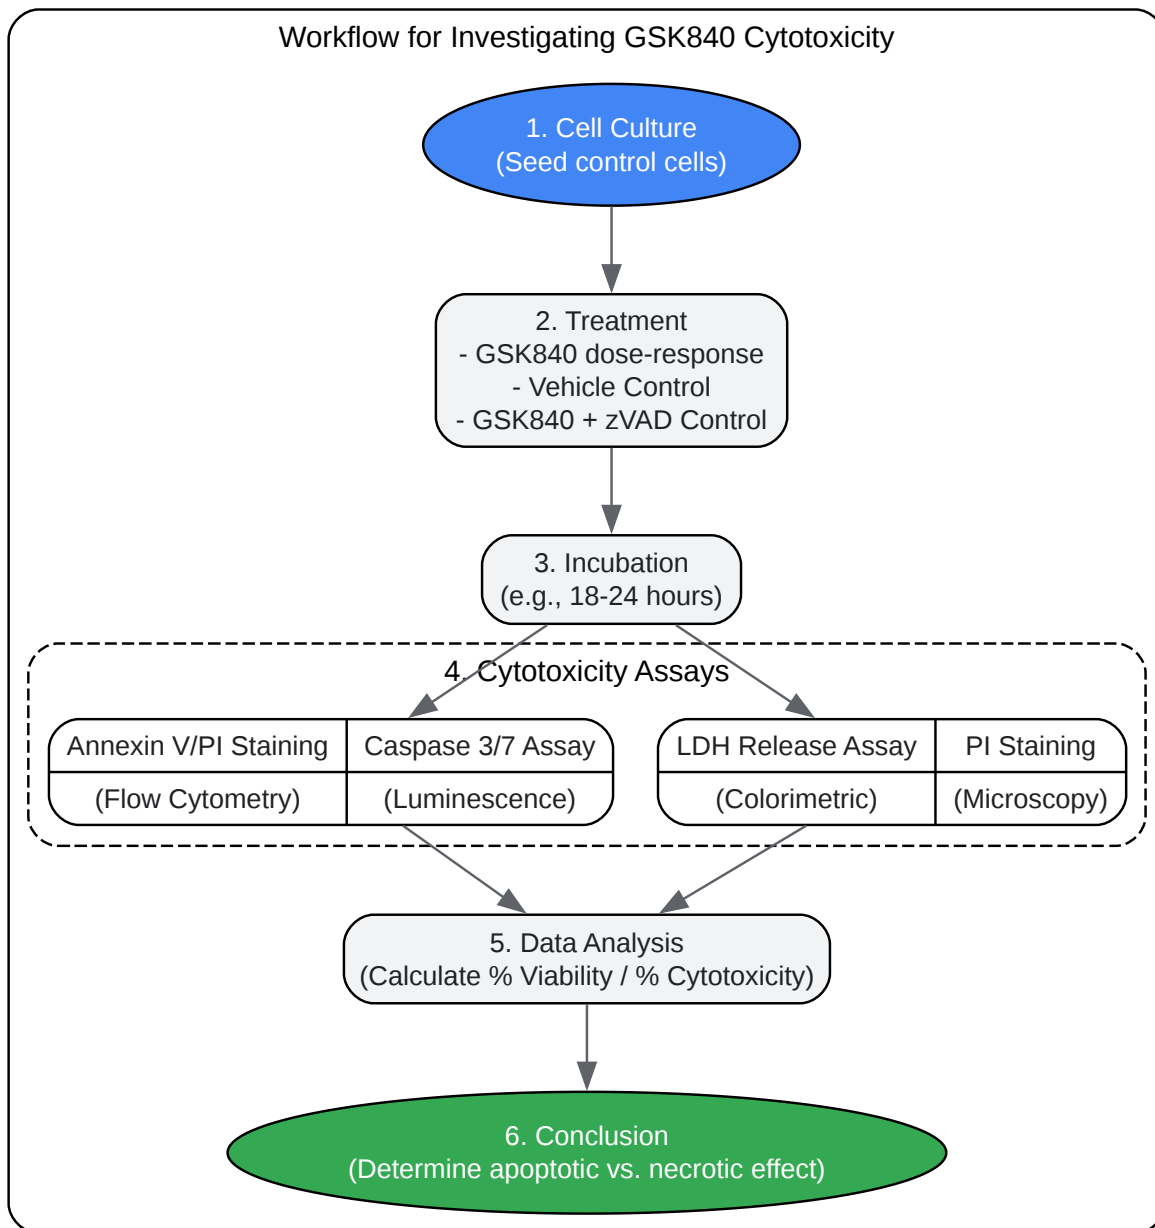 Workflow for Investigating GSK840 Cytotoxicity
1. Cell Culture
(Seed control cells)
2. Treatment
- GSK840 dose-response
- Vehicle Control
- GSK840 + zVAD Control
3. Incubation
(e.g., 18-24 hours)
4. Cytotoxicity Assays
Annexin V/PI Staining
(Flow Cytometry)
Caspase 3/7 Assay
(Luminescence)
LDH Release Assay
(Colorimetric)
PI Staining
(Microscopy)
5. Data Analysis
(Calculate % Viability / % Cytotoxicity)
6. Conclusion
(Determine apoptotic vs. necrotic effect)